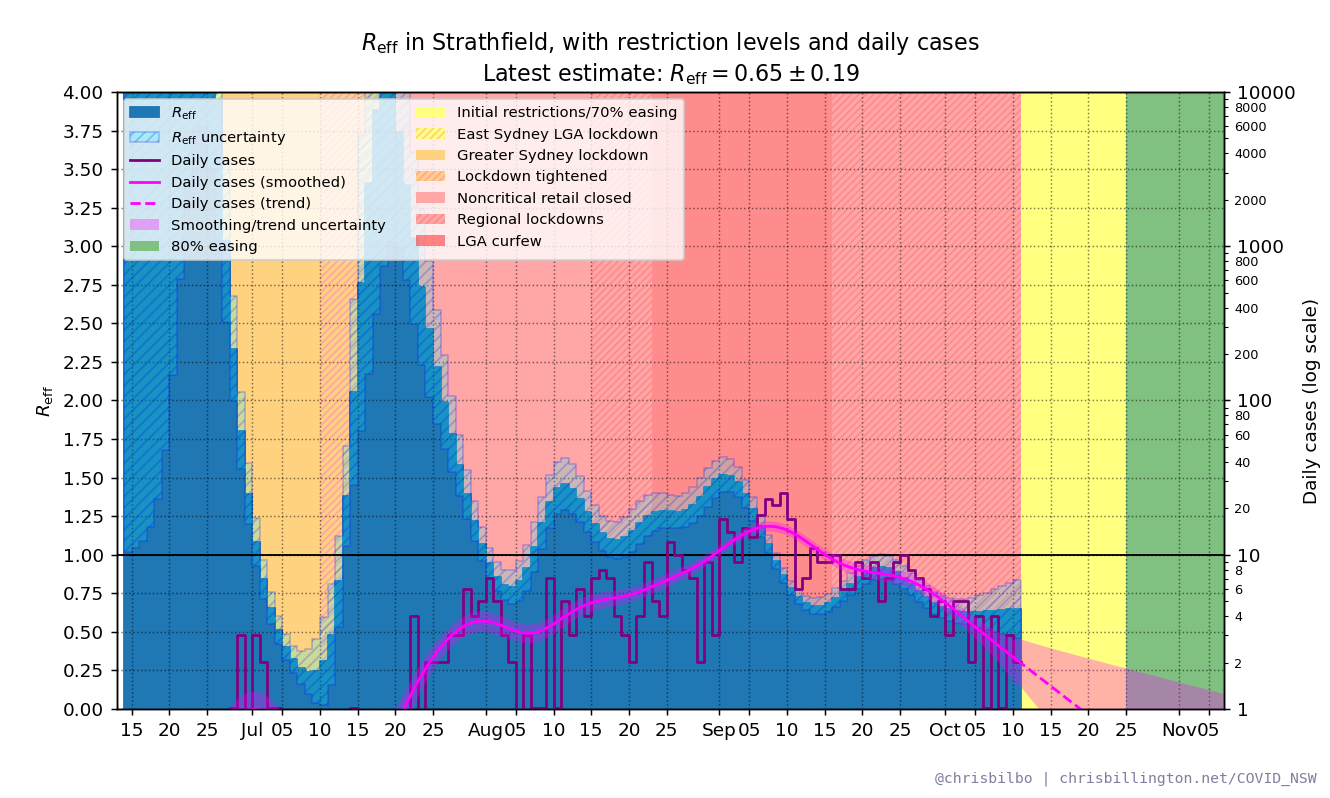 Reff in Strathfield, with restriction levels and daily cases
Latest estimate: Reff = 0.65 ± 0.19
Reff
Reff uncertainty
Daily cases
Daily cases (smoothed)
Daily cases (trend)
Smoothing/trend uncertainty
80% easing
Initial restrictions/70% easing
East Sydney LGA lockdown
Greater Sydney lockdown
Lockdown tightened
Noncritical retail closed
Regional lockdowns
LGA curfew
Reff
4.00
3.75
3.50
3.25
3.00
2.75
2.50
2.25
2.00
1.75
1.50
1.25
1.00
0.75
0.50
0.25
0.00
10000
8000
6000
4000
2000
1000
800
600
400
200
100
80
60
40
20
10
8
6
4
2
1
Daily cases (log scale)
15 20 25 Jul 05 10 15 20 25 Aug 05 10 15 20 25 Sep 05 10 15 20 25 Oct 05 10 15 20 25 Nov 05
@chrisbilbo | chrisbillington.net/COVID_NSW